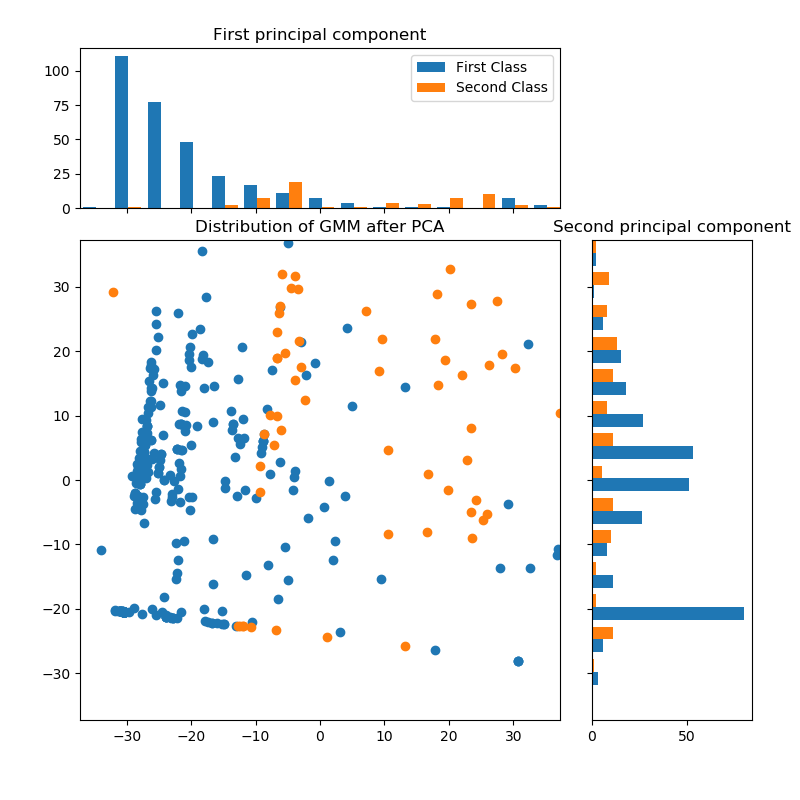 First principal component
100
75
50
25
0
First Class
Second Class
Distribution of GMM after PCA
Second principal component
30
20
10
0
−10
−20
−30
−30 −20 −10 0 10 20 30
0 50